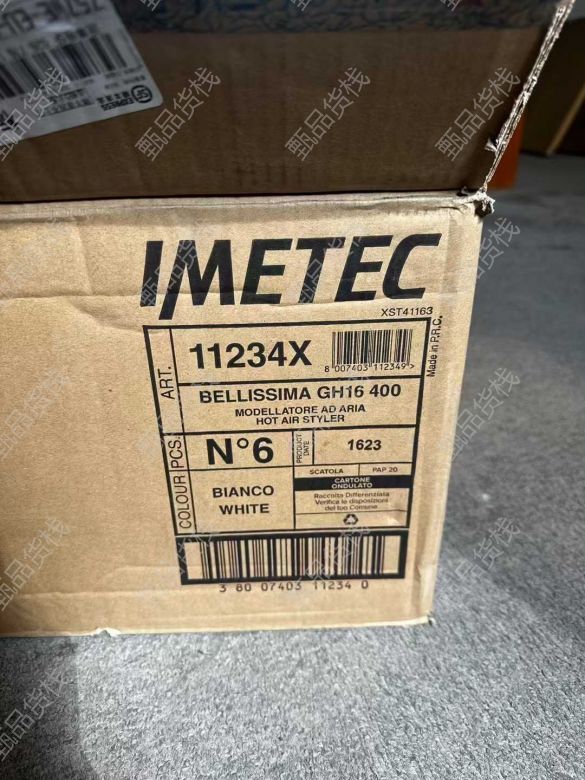 SF
EXPRESS
IMETEC
XST41163
ART.
11234X
8 007403 112349 >
Made in P.R.C.
BELLISSIMA GH16 400
MODELLATORE AD ARIA
HOT AIR STYLER
COLOUR PCS.
N°6
PRODUCT. DATE
1623
SCATOLA
PAP 20
BIANCO
WHITE
CARTONE
ONDULATO
Raccolta Differenziata
Verifica le disposizioni
del tuo Comune
3 80 07403 11234 0
甄品货栈